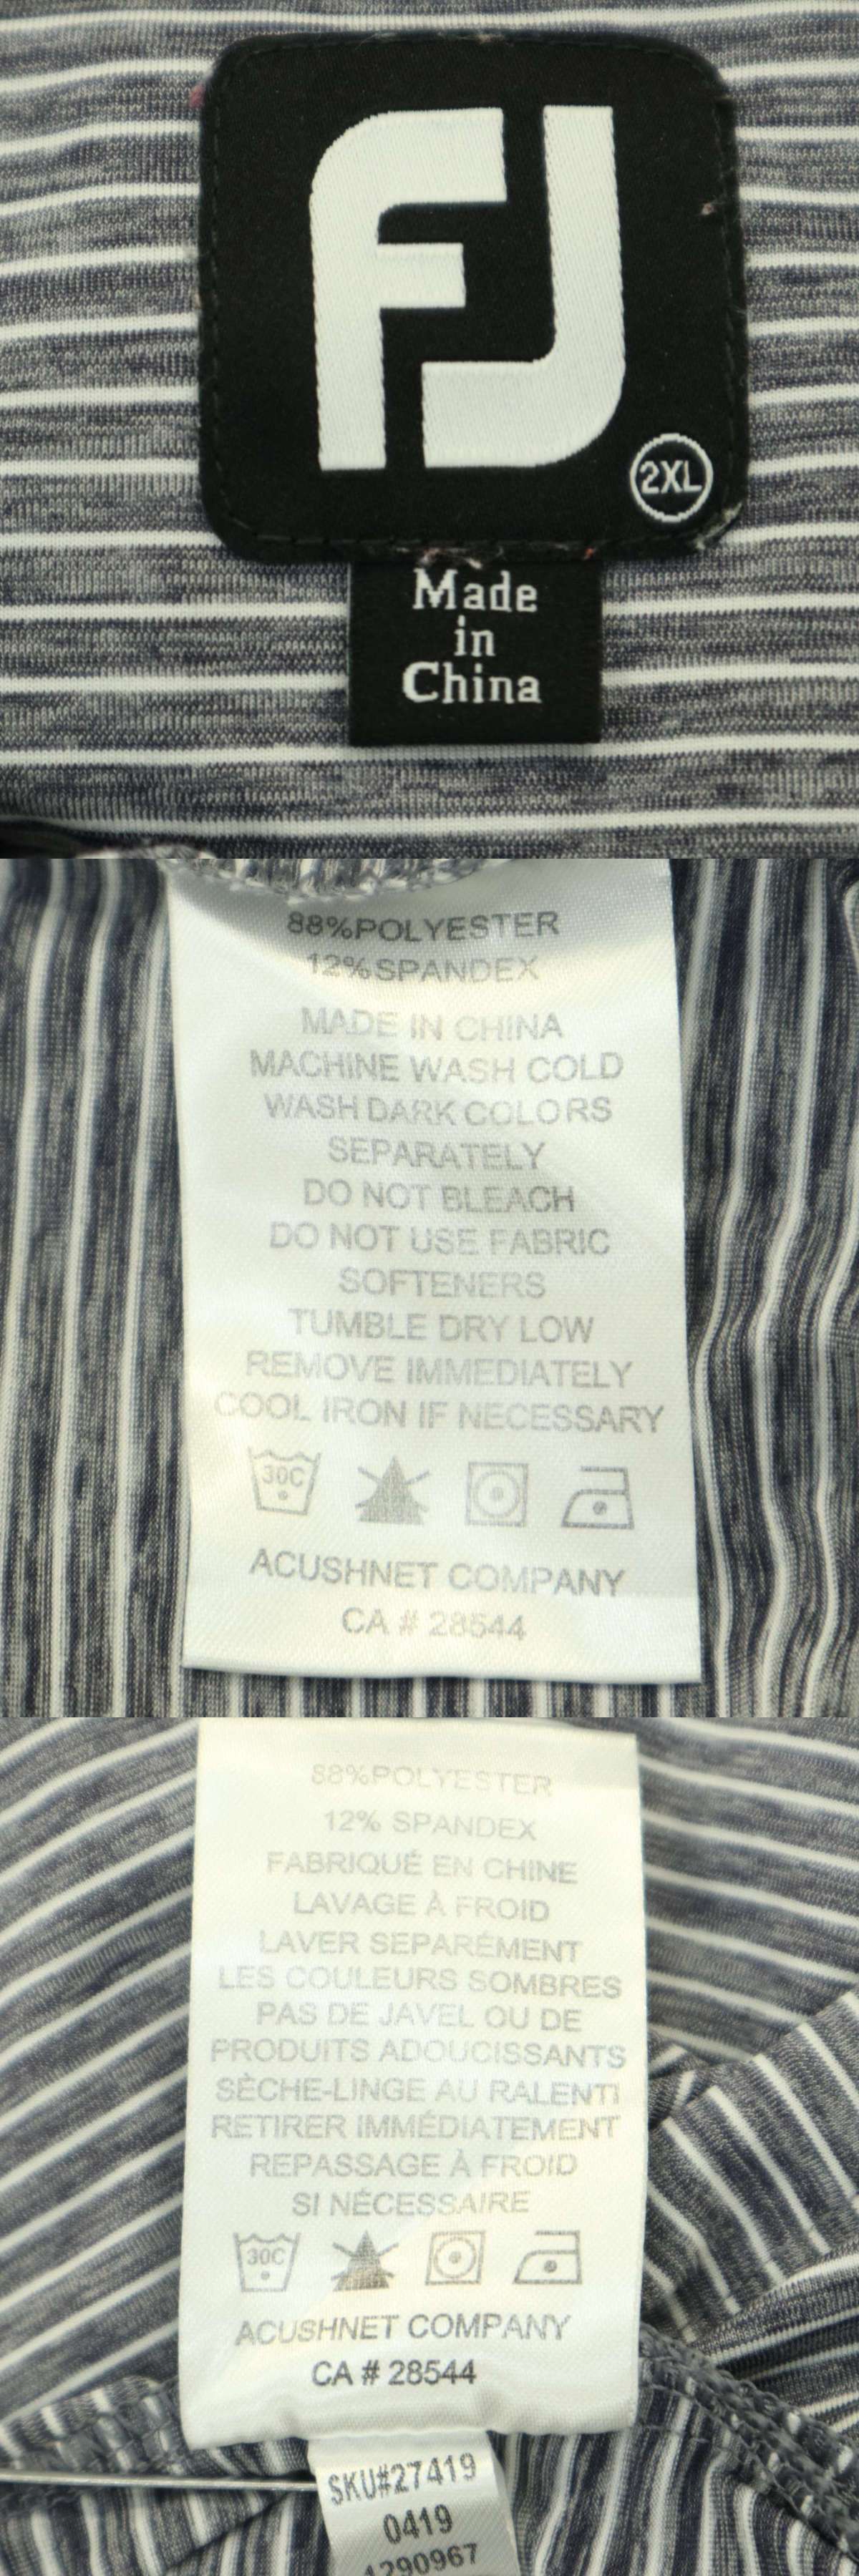 FJ
2XL
Made
in
China
88%POLYESTER
12%SPANDEX
MADE IN CHINA
MACHINE WASH COLD
WASH DARK COLORS
SEPARATELY
DO NOT BLEACH
DO NOT USE FABRIC
SOFTENERS
TUMBLE DRY LOW
REMOVE IMMEDIATELY
COOL IRON IF NECESSARY
30C
ACUSHNET COMPANY
CA # 28544
88%POLYESTER
12% SPANDEX
FABRIQUÉ EN CHINE
LAVAGE À FROID
LAVER SEPARÉMENT
LES COULEURS SOMBRES
PAS DE JAVEL OU DE
PRODUITS ADOUCISSANTS
SÈCHE-LINGE AU RALENTI
RETIRER IMMÉDIATEMENT
REPASSAGE À FROID
SI NÉCESSAIRE
30C
ACUSHNET COMPANY
CA # 28544
SKU#27419
0419
1290967